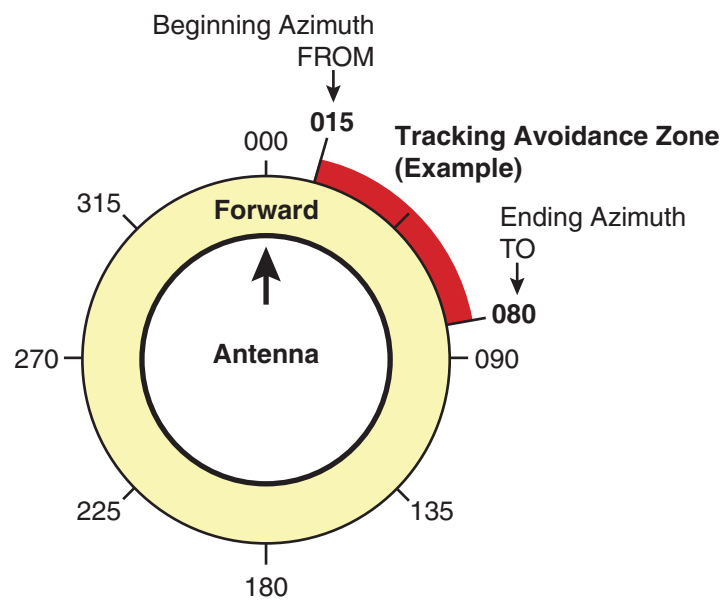 Beginning Azimuth
FROM
015
000
Tracking Avoidance Zone
(Example)
315
Forward
Ending Azimuth
TO
080
270
Antenna
090
225
135
180